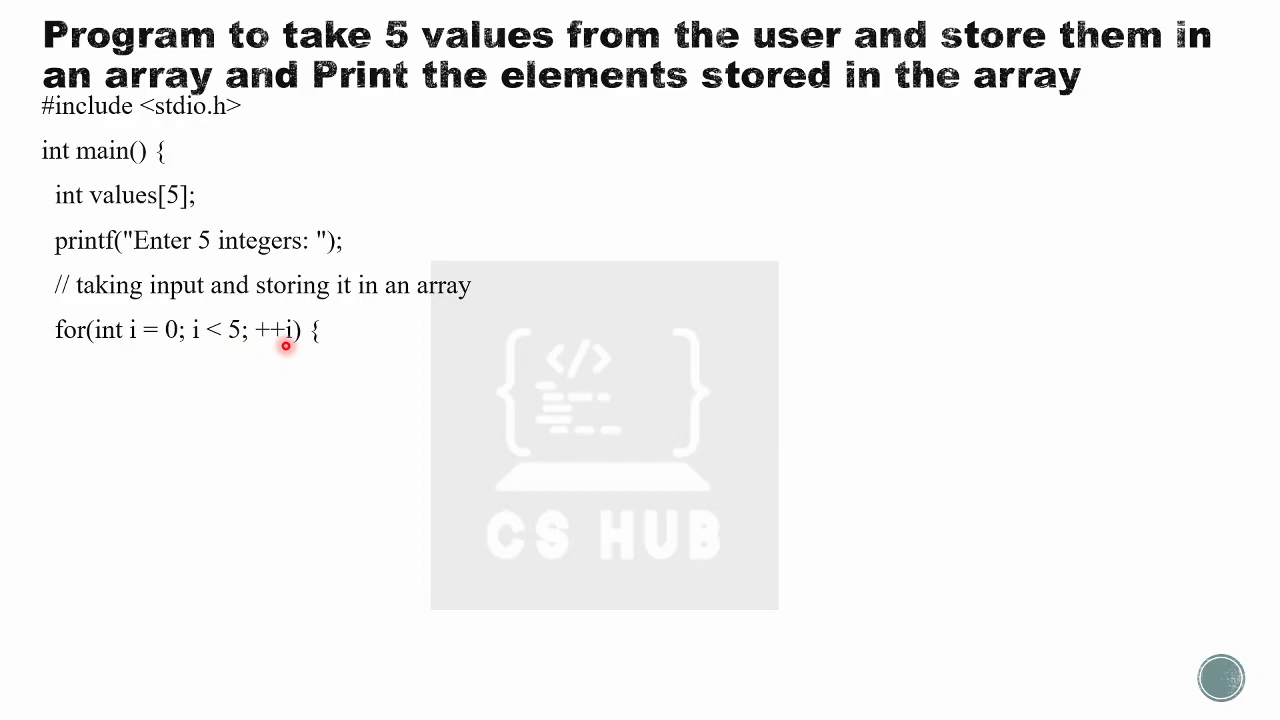 Program to take 5 values from the user and store them in
an array and Print the elements stored in the array
#include <stdio.h>
int main() {
int values[5];
printf("Enter 5 integers: ");
// taking input and storing it in an array
for(int i = 0; i < 5; ++i) {
{ </> }
CS HUB